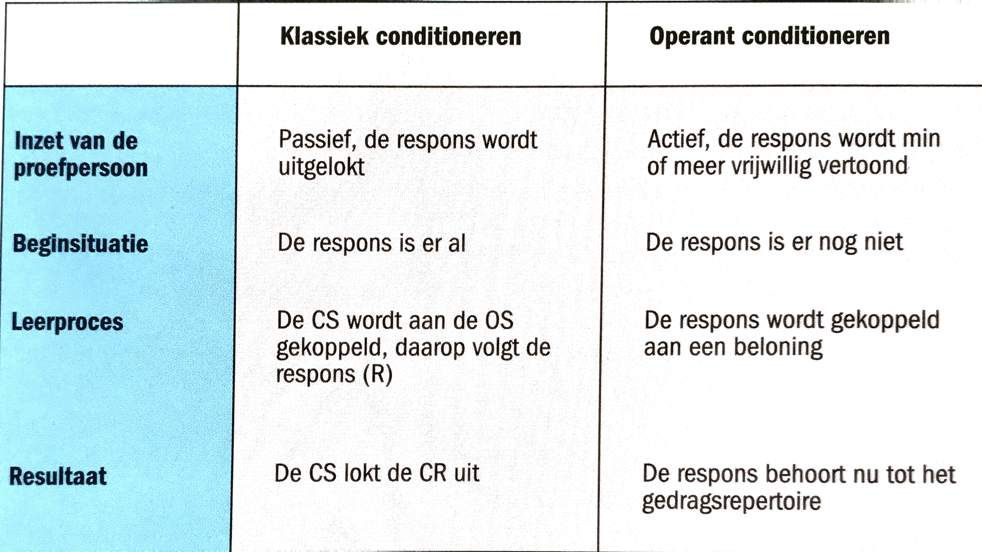 Klassiek conditioneren
Operant conditioneren
Inzet van de
proefpersoon
Passief, de respons wordt
uitgelokt
Actief, de respons wordt min
of meer vrijwillig vertoond
Beginsituatie
De respons is er al
De respons is er nog niet
Leerproces
De CS wordt aan de OS
gekoppeld, daarop volgt de
respons (R)
De respons wordt gekoppeld
aan een beloning
Resultaat
De CS lokt de CR uit
De respons behoort nu tot het
gedragsrepertoire